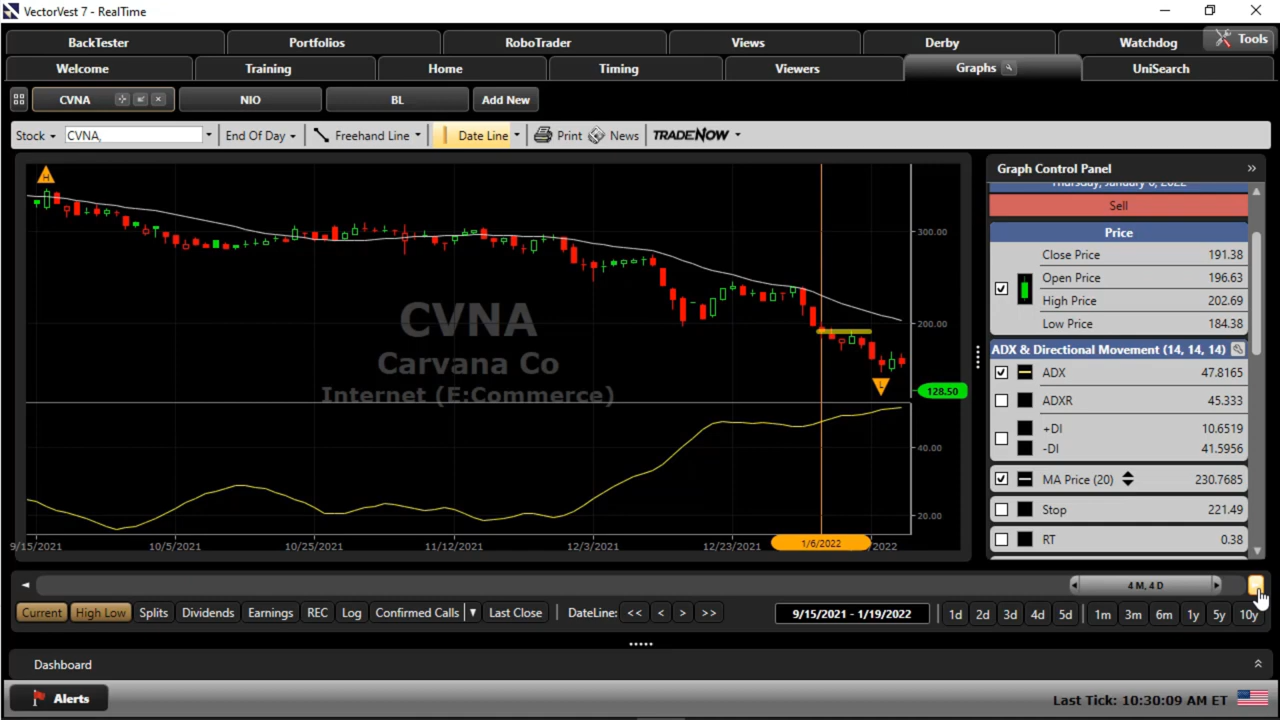 VectorVest 7 - RealTime
BackTester Portfolios RoboTrader Views Derby Watchdog Tools
Welcome Training Home Timing Viewers Graphs UniSearch
CVNA NIO BL Add New
Stock CVNA, End Of Day Freehand Line Date Line Print News TRADENOW
H
300.00
200.00
128.50
CVNA
Carvana Co
Internet (E:Commerce)
L
40.00
20.00
9/15/2021 10/5/2021 10/25/2021 11/12/2021 12/3/2021 12/23/2021 1/6/2022 /2022
Graph Control Panel
Thursday, January 6, 2022
Sell
Price
Close Price 191.38
Open Price 196.63
High Price 202.69
Low Price 184.38
ADX & Directional Movement (14, 14, 14)
ADX 47.8165
ADXR 45.333
+DI 10.6519
-DI 41.5956
MA Price (20) 230.7685
Stop 221.49
RT 0.38
4 M, 4 D
Current High Low Splits Dividends Earnings REC Log Confirmed Calls Last Close DateLine: << < > >> 9/15/2021 - 1/19/2022 1d 2d 3d 4d 5d 1m 3m 6m 1y 5y 10y
Dashboard
Alerts
Last Tick: 10:30:09 AM ET